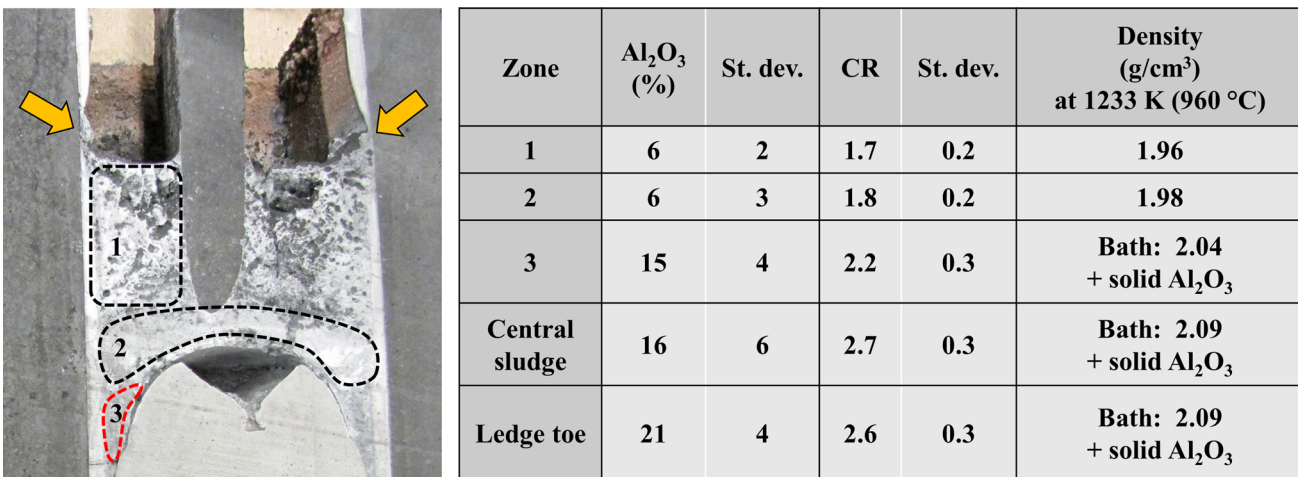 1
2
3
Zone Al₂O₃ (%) St. dev. CR St. dev. Density (g/cm³) at 1233 K (960 °C)
1 6 2 1.7 0.2 1.96
2 6 3 1.8 0.2 1.98
3 15 4 2.2 0.3 Bath: 2.04 + solid Al₂O₃
Central sludge 16 6 2.7 0.3 Bath: 2.09 + solid Al₂O₃
Ledge toe 21 4 2.6 0.3 Bath: 2.09 + solid Al₂O₃